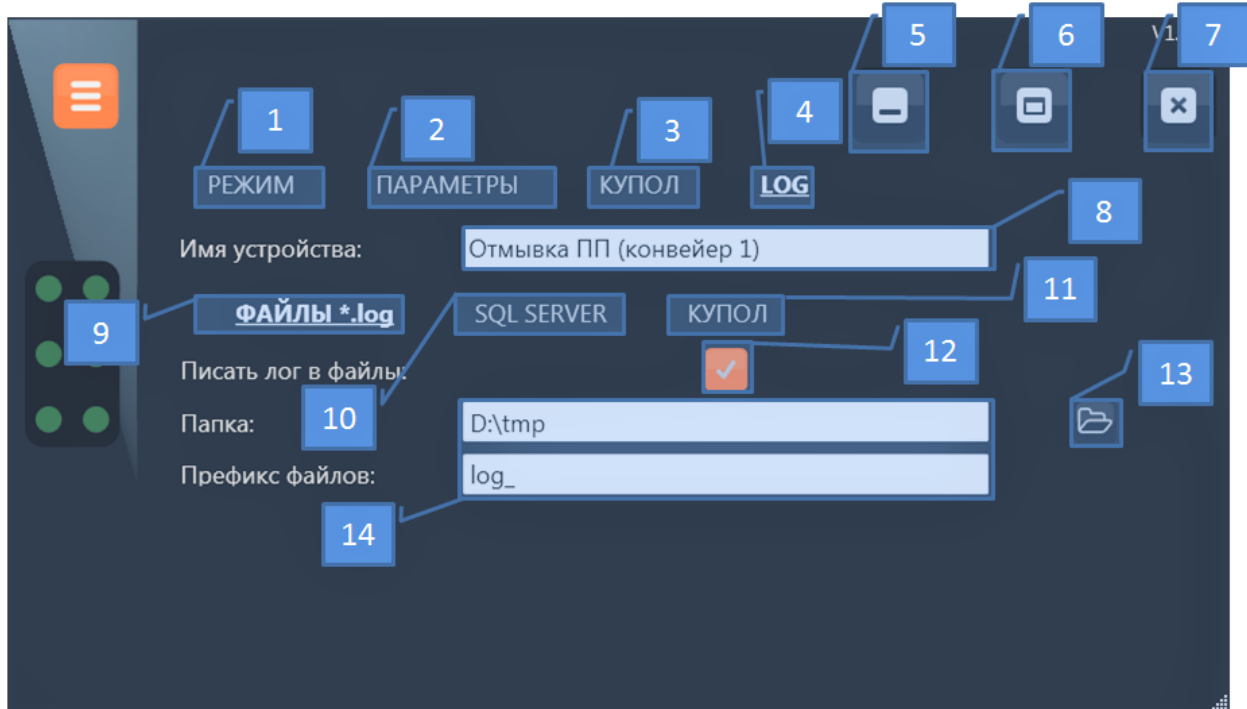 5 6 V1. 7
1 2 3 4
РЕЖИМ ПАРАМЕТРЫ КУПОЛ LOG
8
Имя устройства: Отмывка ПП (конвейер 1)
11
9 ФАЙЛЫ *.log SQL SERVER КУПОЛ
12
Писать лог в файлы: 13
10
Папка: D:\tmp
Префикс файлов: log_
14